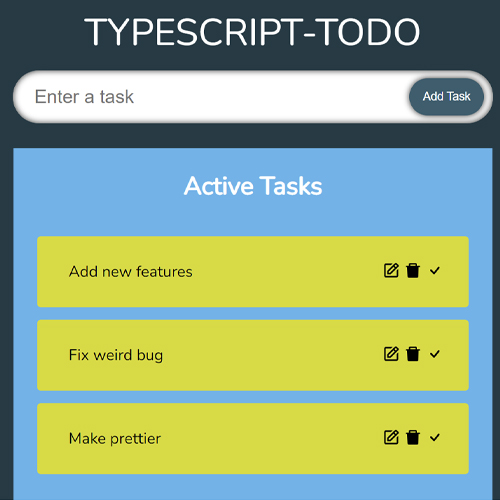 TYPESCRIPT-TODO
Enter a task
Add Task
Active Tasks
Add new features
Fix weird bug
Make prettier